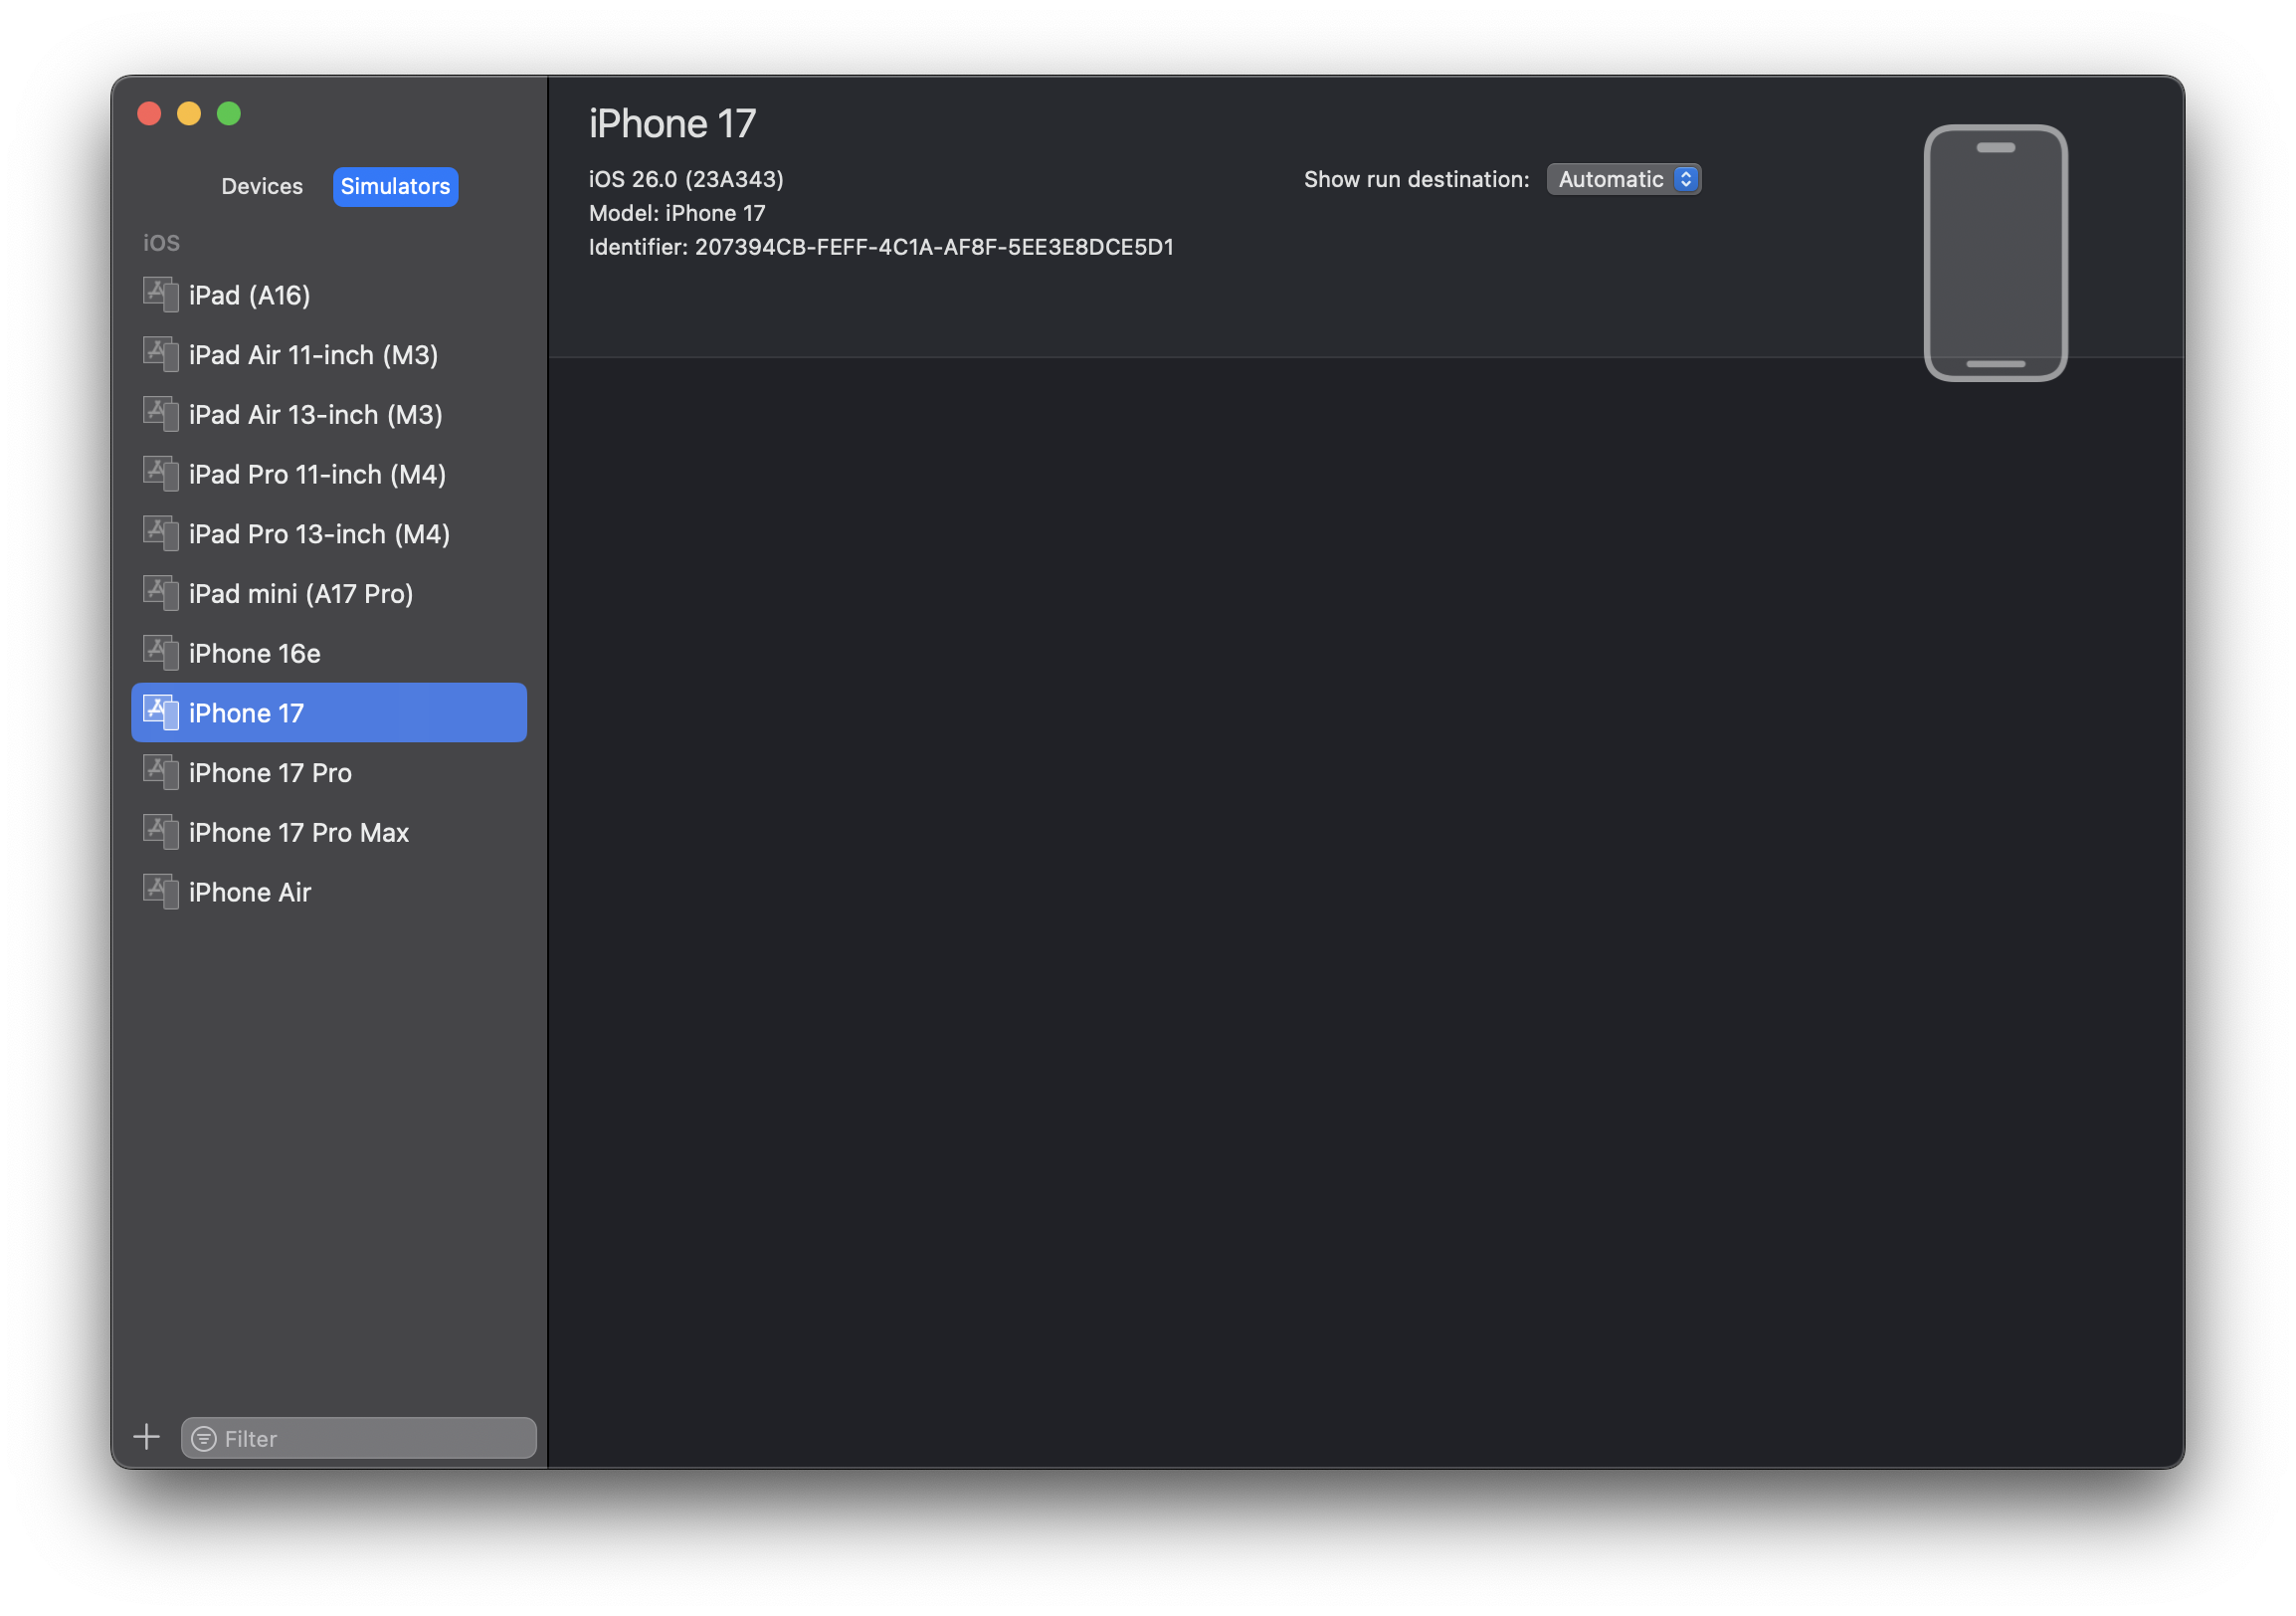 Devices
Simulators
iOS
iPad (A16)
iPad Air 11-inch (M3)
iPad Air 13-inch (M3)
iPad Pro 11-inch (M4)
iPad Pro 13-inch (M4)
iPad mini (A17 Pro)
iPhone 16e
iPhone 17
iPhone 17 Pro
iPhone 17 Pro Max
iPhone Air
Filter
iPhone 17
iOS 26.0 (23A343)
Model: iPhone 17
Identifier: 207394CB-FEFF-4C1A-AF8F-5EE3E8DCE5D1
Show run destination: Automatic